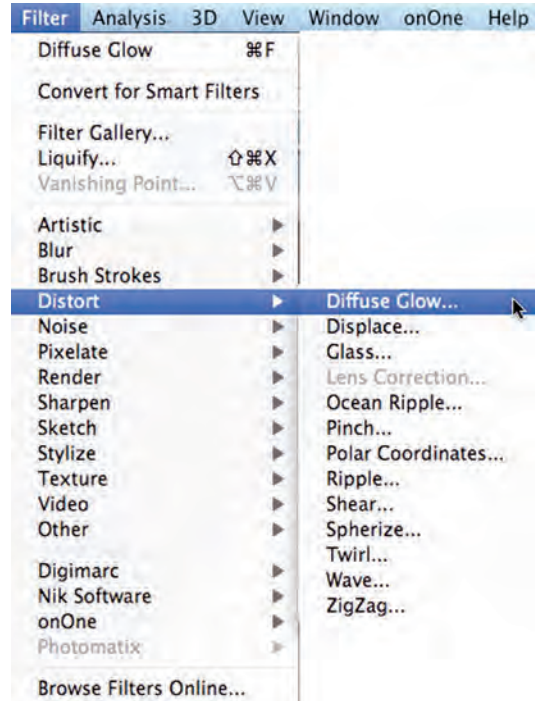 Filter Analysis 3D View Window onOne Help
Diffuse Glow ⌘F
Convert for Smart Filters
Filter Gallery...
Liquify... ⇧⌘X
Vanishing Point... ⌥⌘V
Artistic
Blur
Brush Strokes
Distort
Noise
Pixelate
Render
Sharpen
Sketch
Stylize
Texture
Video
Other
Digimarc
Nik Software
onOne
Photomatix
Browse Filters Online...
Diffuse Glow...
Displace...
Glass...
Lens Correction...
Ocean Ripple...
Pinch...
Polar Coordinates...
Ripple...
Shear...
Spherize...
Twirl...
Wave...
ZigZag...